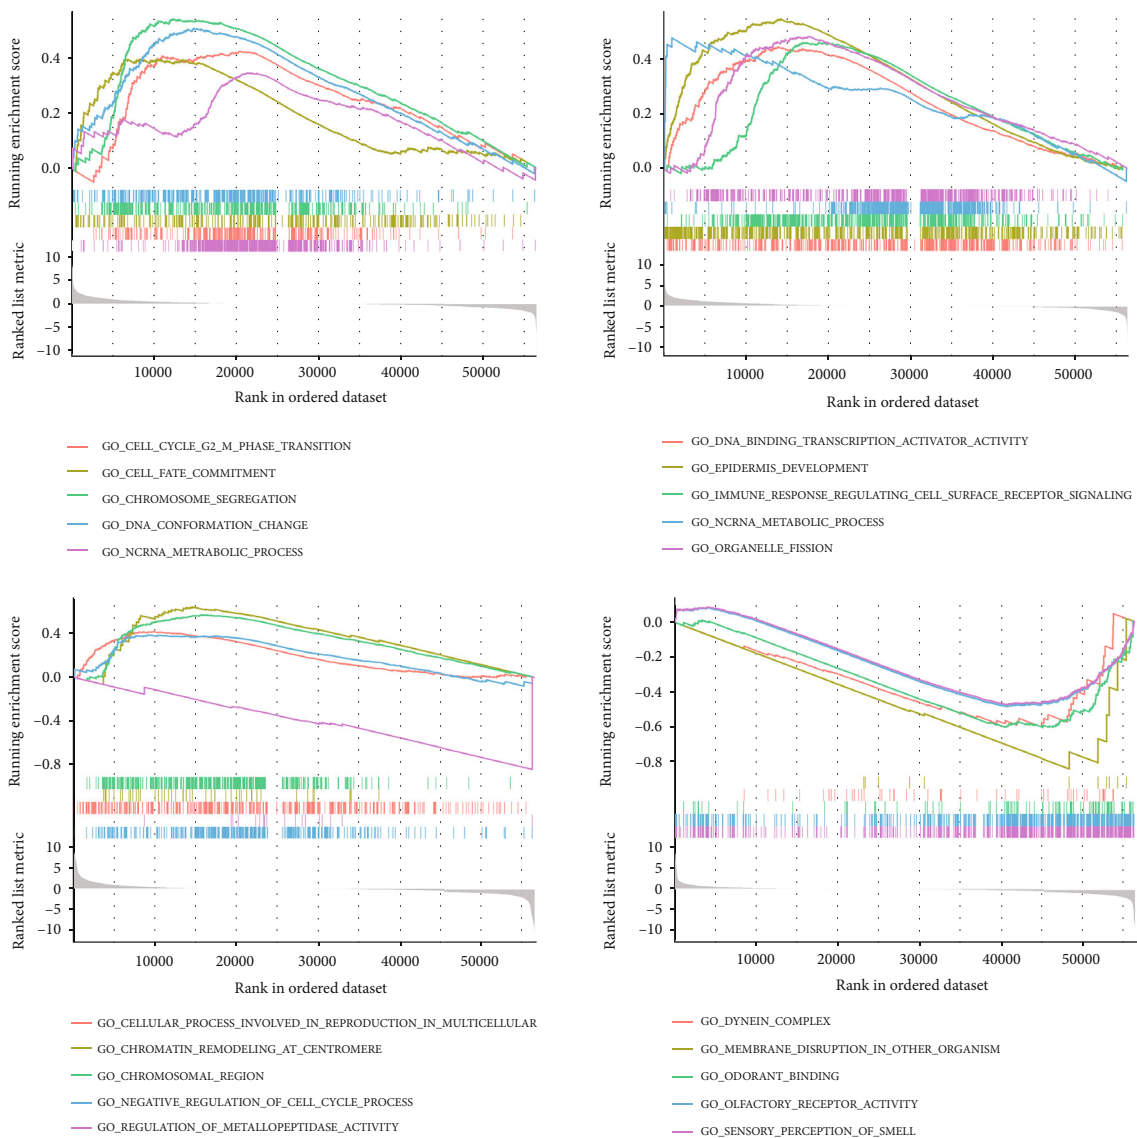 Running enrichment score
0.4
0.2
0.0
Ranked list metric
10
5
0
−5
−10
10000 20000 30000 40000 50000
Rank in ordered dataset
GO_CELL_CYCLE_G2_M_PHASE_TRANSITION
GO_CELL_FATE_COMMITMENT
GO_CHROMOSOME_SEGREGATION
GO_DNA_CONFORMATION_CHANGE
GO_NCRNA_METRABOLIC_PROCESS
Running enrichment score
0.4
0.2
0.0
Ranked list metric
10
5
0
−5
−10
10000 20000 30000 40000 50000
Rank in ordered dataset
GO_DNA_BINDING_TRANSCRIPTION_ACTIVATOR_ACTIVITY
GO_EPIDERMIS_DEVELOPMENT
GO_IMMUNE_RESPONSE_REGULATING_CELL_SURFACE_RECEPTOR_SIGNALING
GO_NCRNA_METABOLIC_PROCESS
GO_ORGANELLE_FISSION
Running enrichment score
0.4
0.0
−0.4
−0.8
Ranked list metric
10
5
0
−5
−10
10000 20000 30000 40000 50000
Rank in ordered dataset
GO_CELLULAR_PROCESS_INVOLVED_IN_REPRODUCTION_IN_MULTICELLULAR
GO_CHROMATIN_REMODELING_AT_CENTROMERE
GO_CHROMOSOMAL_REGION
GO_NEGATIVE_REGULATION_OF_CELL_CYCLE_PROCESS
GO_REGULATION_OF_METALLOPEPTIDASE_ACTIVITY
Running enrichment score
0.0
−0.2
−0.4
−0.6
−0.8
Ranked list metric
10
5
0
−5
−10
10000 20000 30000 40000 50000
Rank in ordered dataset
GO_DYNEIN_COMPLEX
GO_MEMBRANE_DISRUPTION_IN_OTHER_ORGANISM
GO_ODORANT_BINDING
GO_OLFACTORY_RECEPTOR_ACTIVITY
GO_SENSORY_PERCEPTION_OF_SMELL